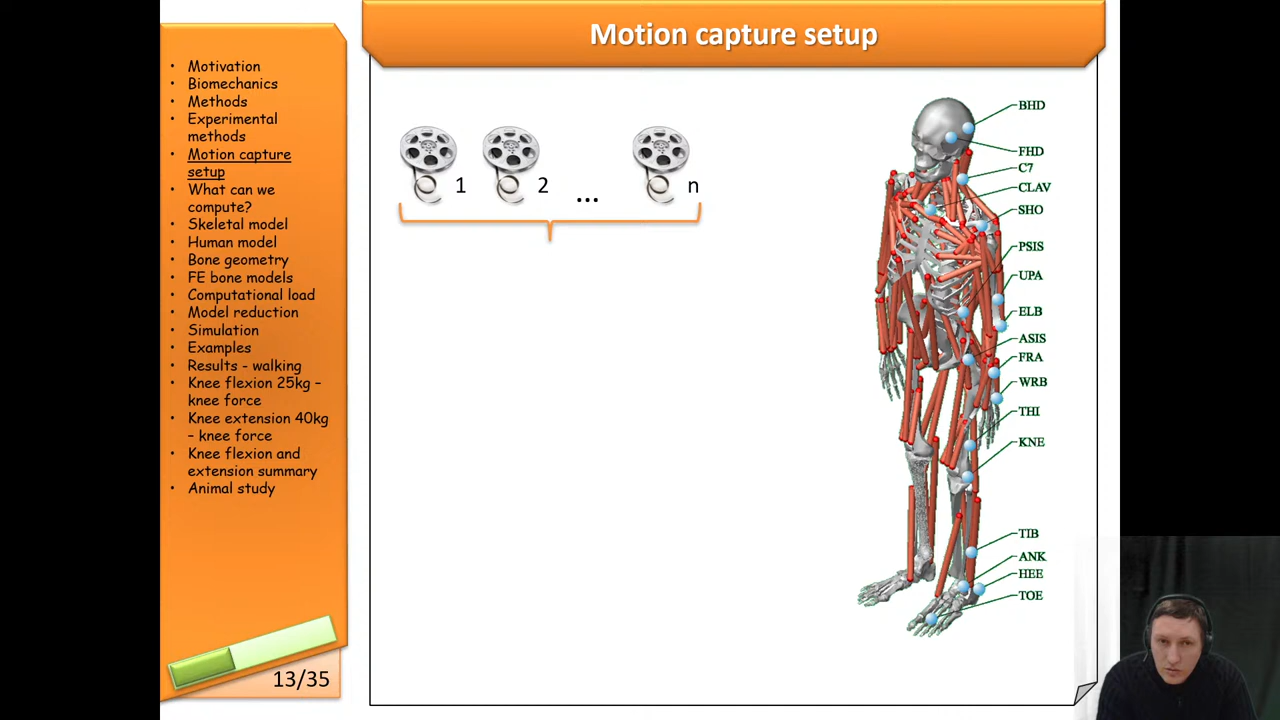 Motion capture setup
• Motivation
• Biomechanics
• Methods
• Experimental
methods
• Motion capture
setup
• What can we
compute?
• Skeletal model
• Human model
• Bone geometry
• FE bone models
• Computational load
• Model reduction
• Simulation
• Examples
• Results - walking
• Knee flexion 25kg –
knee force
• Knee extension 40kg
– knee force
• Knee flexion and
extension summary
• Animal study
13/35
1 2 ... n
BHD
FHD
C7
CLAV
SHO
PSIS
UPA
ELB
ASIS
FRA
WRB
THI
KNE
TIB
ANK
HEE
TOE